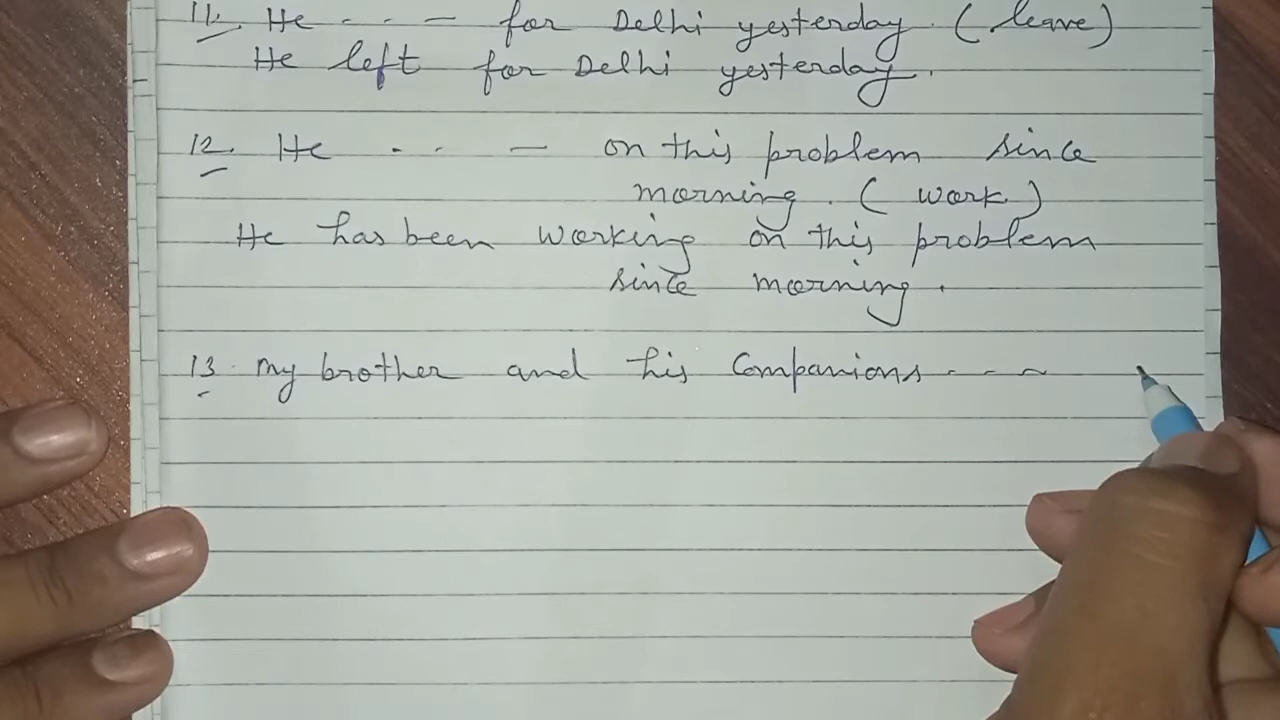 11. He - - - for Delhi yesterday. (leave)
He left for Delhi yesterday.
12. He - - - on this problem since
morning. (work)
He has been working on this problem
since morning.
13. My brother and his companions - - -